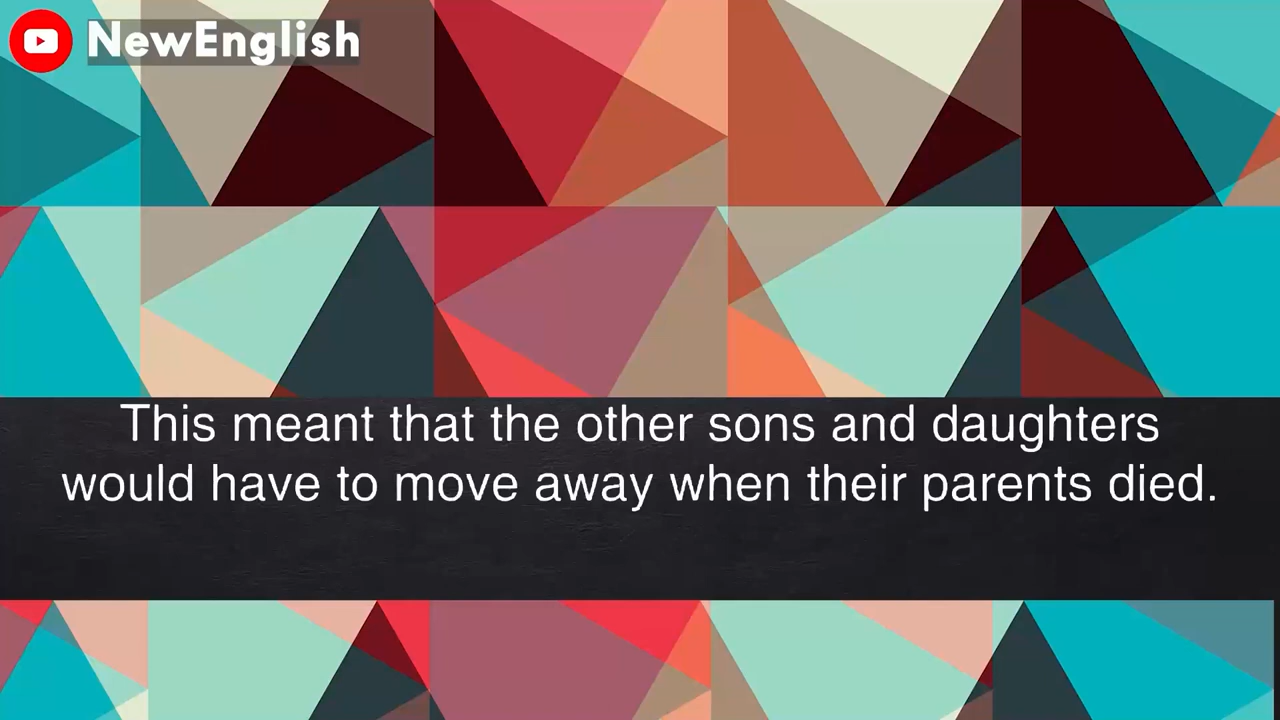 NewEnglish
This meant that the other sons and daughters
would have to move away when their parents died.